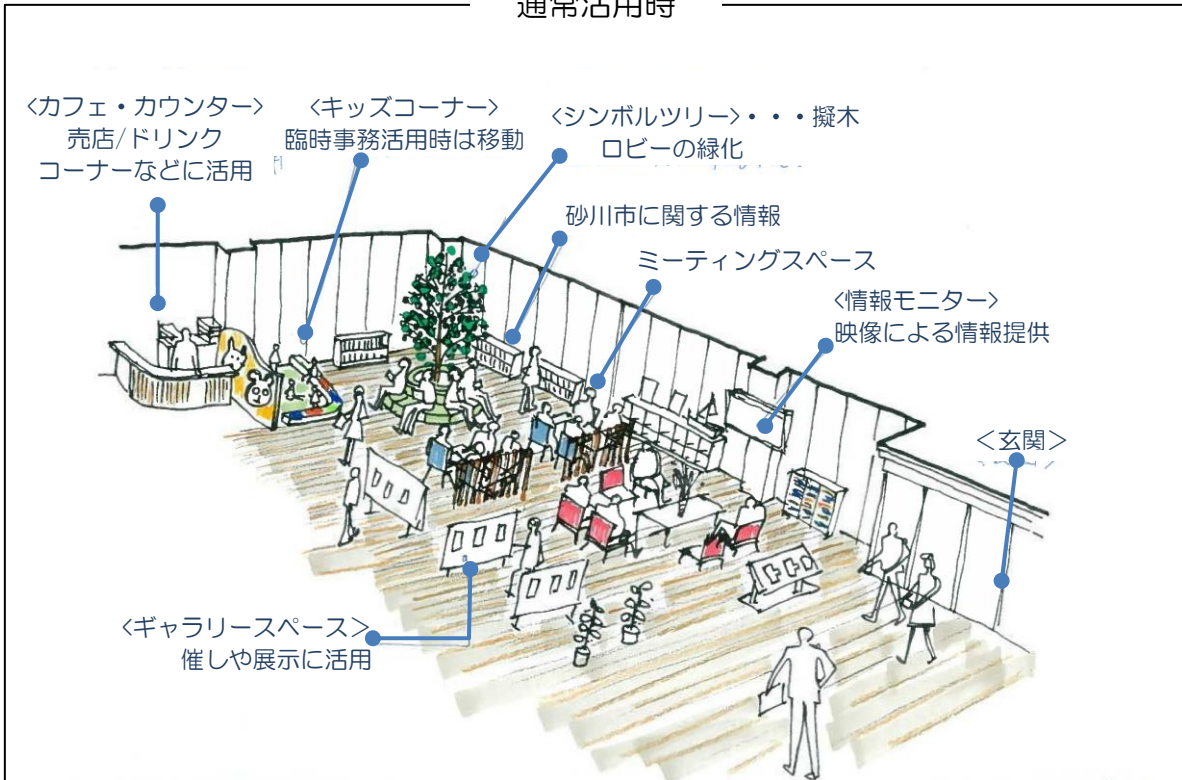 通常活用時
<カフェ・カウンター>
売店/ドリンク
コーナーなどに活用
<キッズコーナー>
臨時事務活用時は移動
<シンボルツリー>・・・擬木
ロビーの緑化
砂川市に関する情報
ミーティングスペース
<情報モニター>
映像による情報提供
＜玄関＞
<ギャラリースペース＞
催しや展示に活用